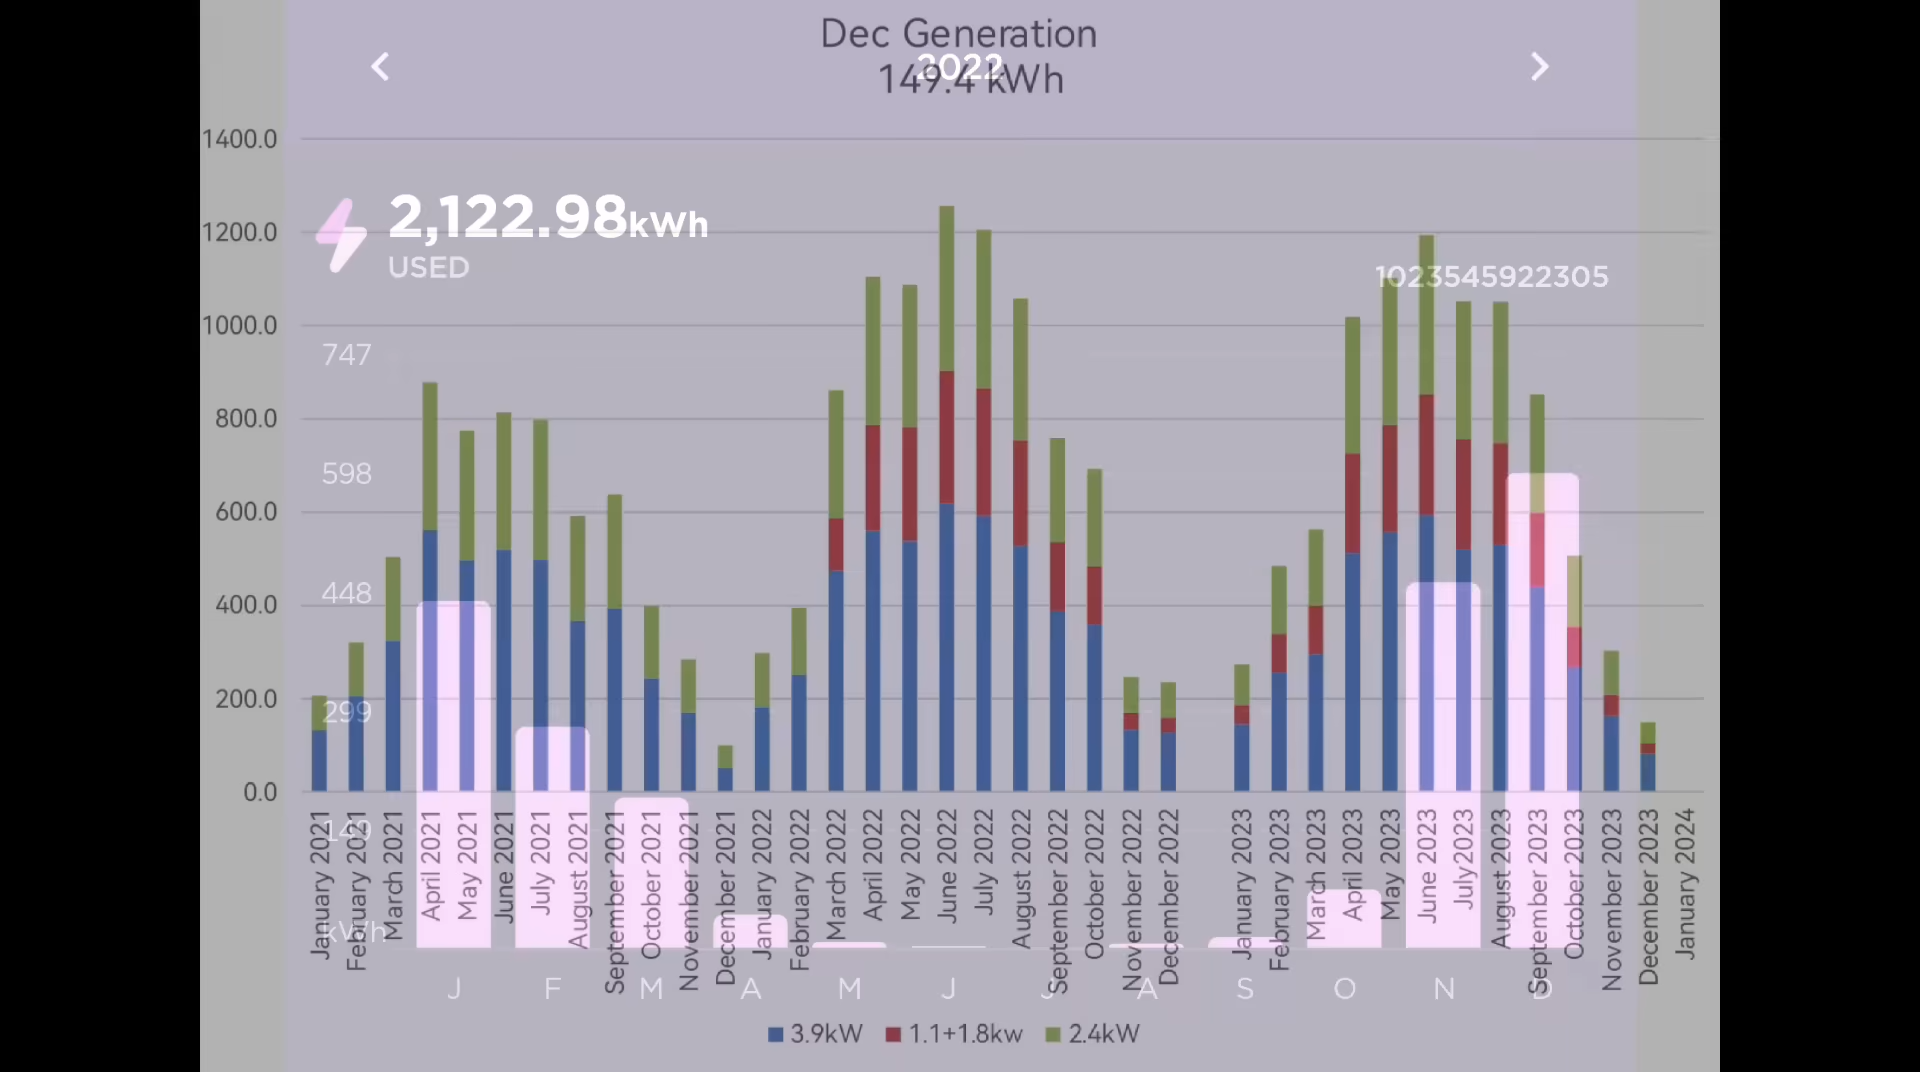 Dec Generation
2022
149.4 kWh
1400.0
2,122.98kWh
1200.0
USED
1023545922305
1000.0
747
800.0
598
600.0
448
400.0
299
200.0
0.0
149
kWh
January 2021
February 2021
March 2021
April 2021
May 2021
June 2021
July 2021
August 2021
September 2021
October 2021
November 2021
December 2021
January 2022
February 2022
March 2022
April 2022
May 2022
June 2022
July 2022
August 2022
September 2022
October 2022
November 2022
December 2022
January 2023
February 2023
March 2023
April 2023
May 2023
June 2023
July2023
August 2023
September 2023
October 2023
November 2023
December 2023
January 2024
J F M A M J J A S O N D
3.9kW 1.1+1.8kw 2.4kW